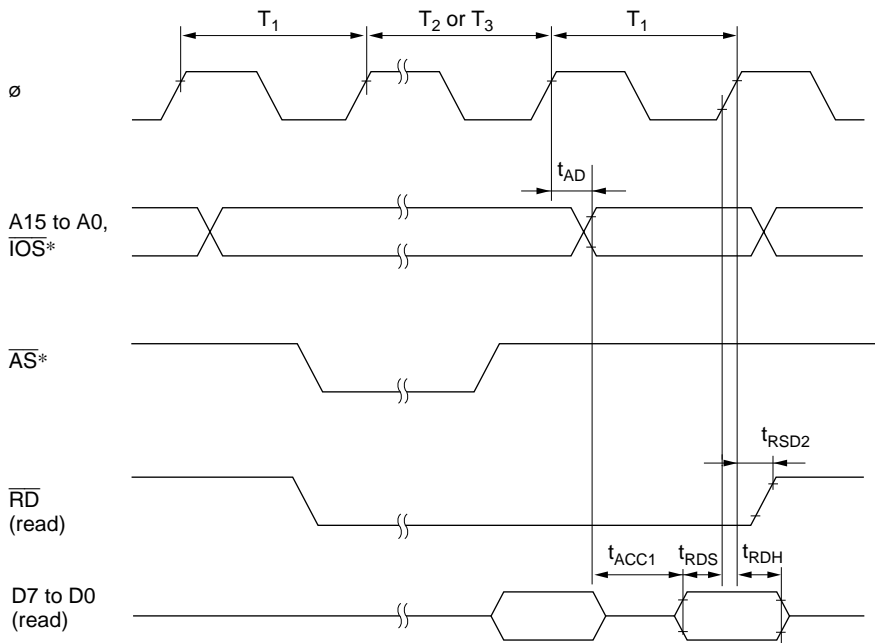 T1 T2 or T3 T1
ø
tAD
A15 to A0,
IOS*
AS*
tRSD2
RD
(read)
tACC1 tRDS tRDH
D7 to D0
(read)